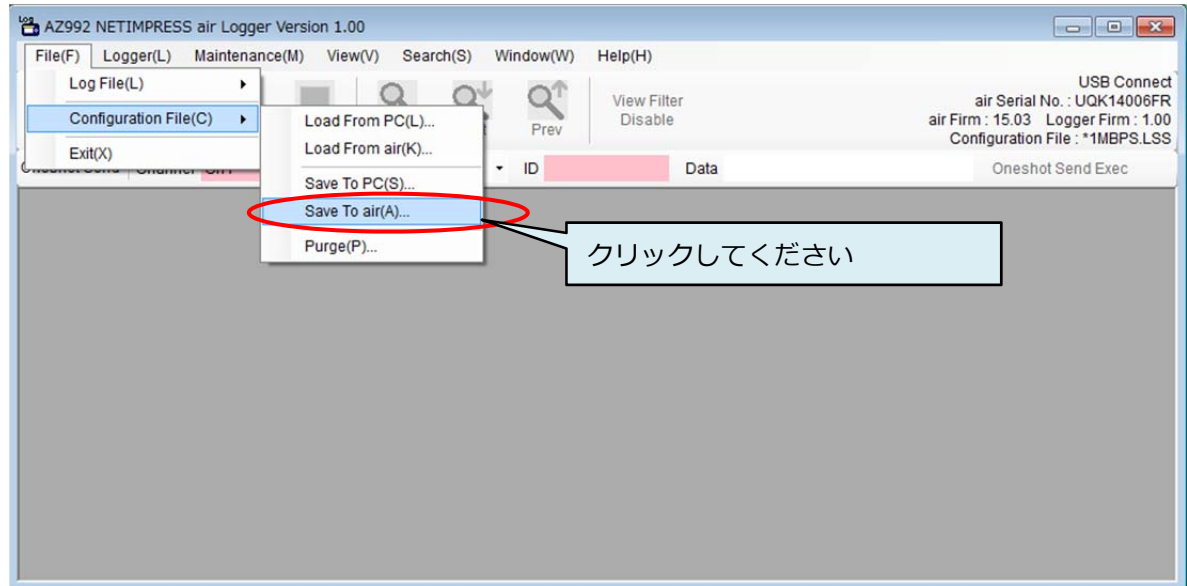 AZ992 NETIMPRESS air Logger Version 1.00
File(F) Logger(L) Maintenance(M) View(V) Search(S) Window(W) Help(H)
Log File(L)
Configuration File(C)
Exit(X)
Load From PC(L)...
Load From air(K)...
Save To PC(S)...
Save To air(A)...
Purge(P)...
Prev
View Filter
Disable
USB Connect
air Serial No. : UQK14006FR
air Firm : 15.03 Logger Firm : 1.00
Configuration File : *1MBPS.LSS
ID
Data
Oneshot Send Exec
クリックしてください